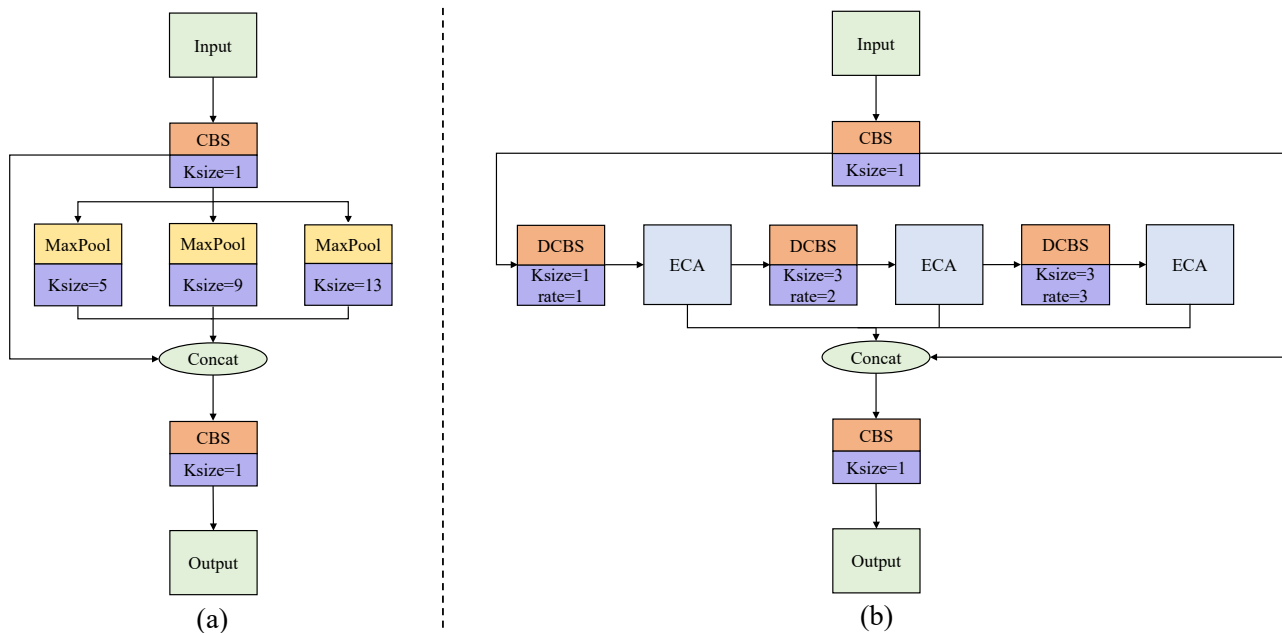 Input
CBS
Ksize=1
MaxPool
Ksize=5
MaxPool
Ksize=9
MaxPool
Ksize=13
Concat
CBS
Ksize=1
Output
(a)
Input
CBS
Ksize=1
DCBS
Ksize=1
rate=1
ECA
DCBS
Ksize=3
rate=2
ECA
DCBS
Ksize=3
rate=3
ECA
Concat
CBS
Ksize=1
Output
(b)